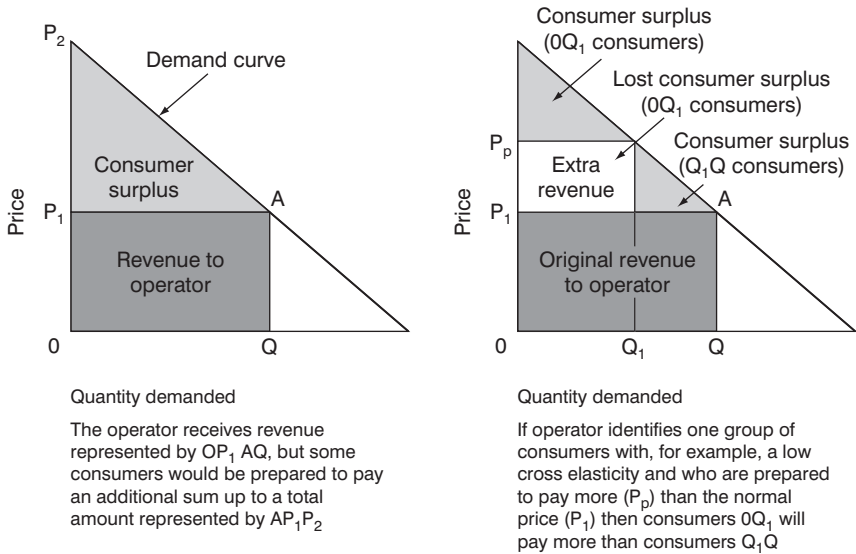 P₂
Demand curve
Consumer
surplus
P₁
A
Price
Revenue to
operator
0
Q
Quantity demanded
The operator receives revenue
represented by OP₁ AQ, but some
consumers would be prepared to pay
an additional sum up to a total
amount represented by AP₁P₂
Consumer surplus
(0Q₁ consumers)
Lost consumer surplus
(0Q₁ consumers)
Consumer surplus
(Q₁Q consumers)
Pₚ
Extra
revenue
P₁
A
Price
Original revenue
to operator
0
Q₁
Q
Quantity demanded
If operator identifies one group of
consumers with, for example, a low
cross elasticity and who are prepared
to pay more (Pₚ) than the normal
price (P₁) then consumers 0Q₁ will
pay more than consumers Q₁Q